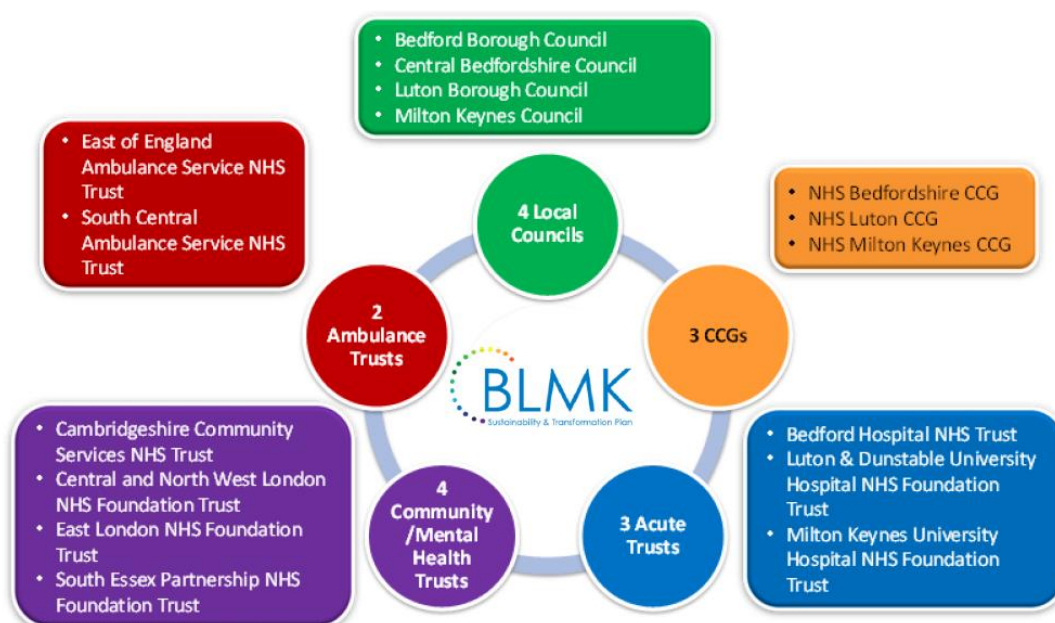 • Bedford Borough Council
• Central Bedfordshire Council
• Luton Borough Council
• Milton Keynes Council
• East of England
Ambulance Service NHS
Trust
• South Central
Ambulance Service NHS
Trust
4 Local
Councils
• NHS Bedfordshire CCG
• NHS Luton CCG
• NHS Milton Keynes CCG
2
Ambulance
Trusts
3 CCGs
BLMK
Sustainability & Transformation Plan
• Cambridgeshire Community
Services NHS Trust
• Central and North West London
NHS Foundation Trust
• East London NHS Foundation
Trust
• South Essex Partnership NHS
Foundation Trust
4
Community
/Mental
Health
Trusts
3 Acute
Trusts
• Bedford Hospital NHS Trust
• Luton & Dunstable University
Hospital NHS Foundation
Trust
• Milton Keynes University
Hospital NHS Foundation
Trust